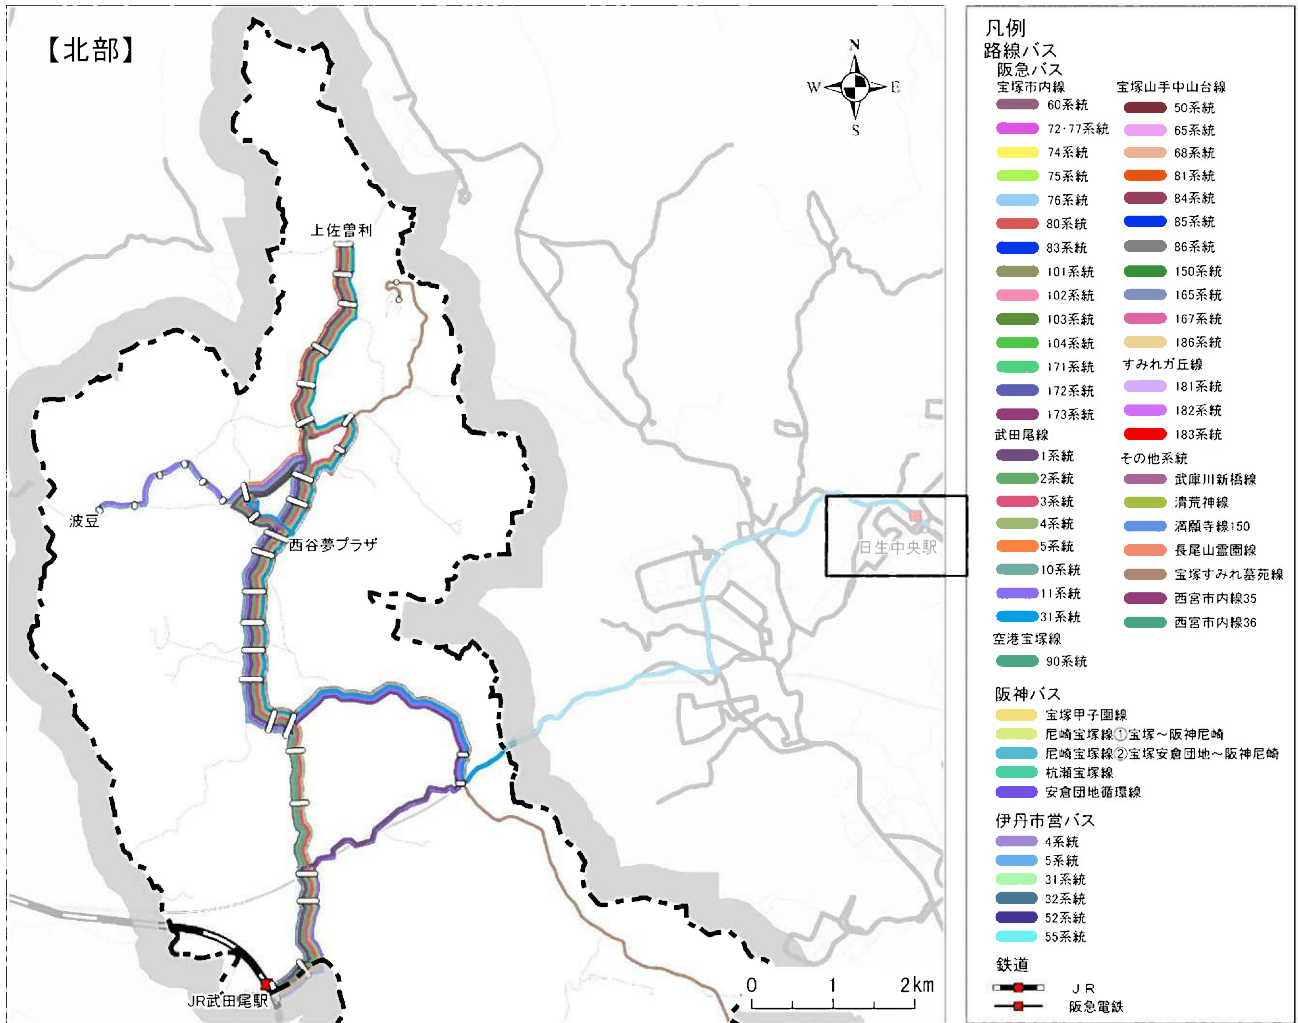 【北部】
N
W E
S
上佐曽利
波豆
西谷夢プラザ
日生中央駅
JR武田尾駅
0 1 2km
凡例
路線バス
阪急バス
宝塚市内線
60系統
72・77系統
74系統
75系統
76系統
80系統
83系統
101系統
102系統
103系統
104系統
171系統
172系統
173系統
武田尾線
1系統
2系統
3系統
4系統
5系統
10系統
11系統
31系統
空港宝塚線
90系統
宝塚山手中山台線
50系統
65系統
68系統
81系統
84系統
85系統
86系統
150系統
165系統
167系統
186系統
すみれガ丘線
181系統
182系統
183系統
その他系統
武庫川新橋線
清荒神線
満願寺線150
長尾山霊園線
宝塚すみれ墓苑線
西宮市内線35
西宮市内線36
阪神バス
宝塚甲子園線
尼崎宝塚線①宝塚～阪神尼崎
尼崎宝塚線②宝塚安倉団地～阪神尼崎
杭瀬宝塚線
安倉団地循環線
伊丹市営バス
4系統
5系統
31系統
32系統
52系統
55系統
鉄道
JR
阪急電鉄